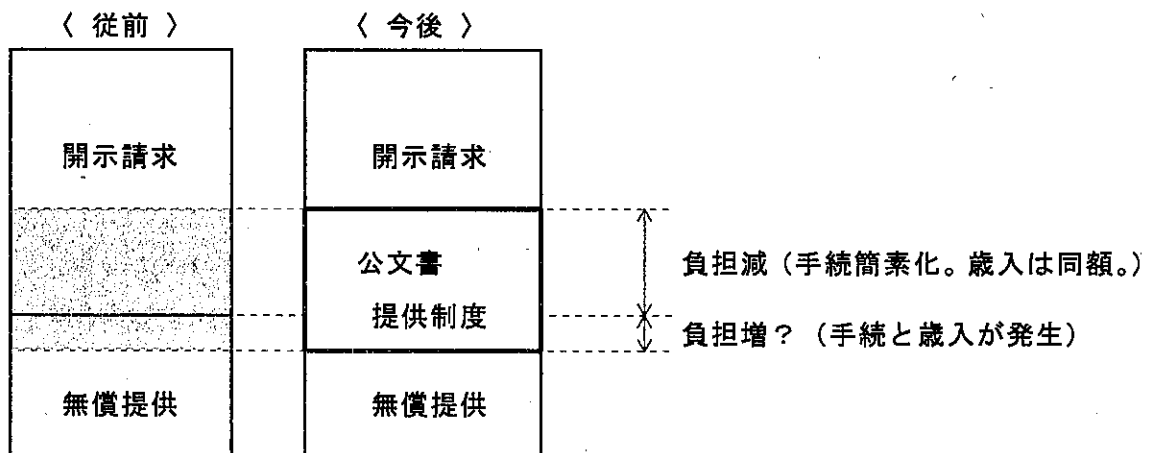 〈 従前 〉
〈 今後 〉
開示請求
開示請求
公文書
提供制度
負担減（手続簡素化。歳入は同額。）
負担増？（手続と歳入が発生）
無償提供
無償提供